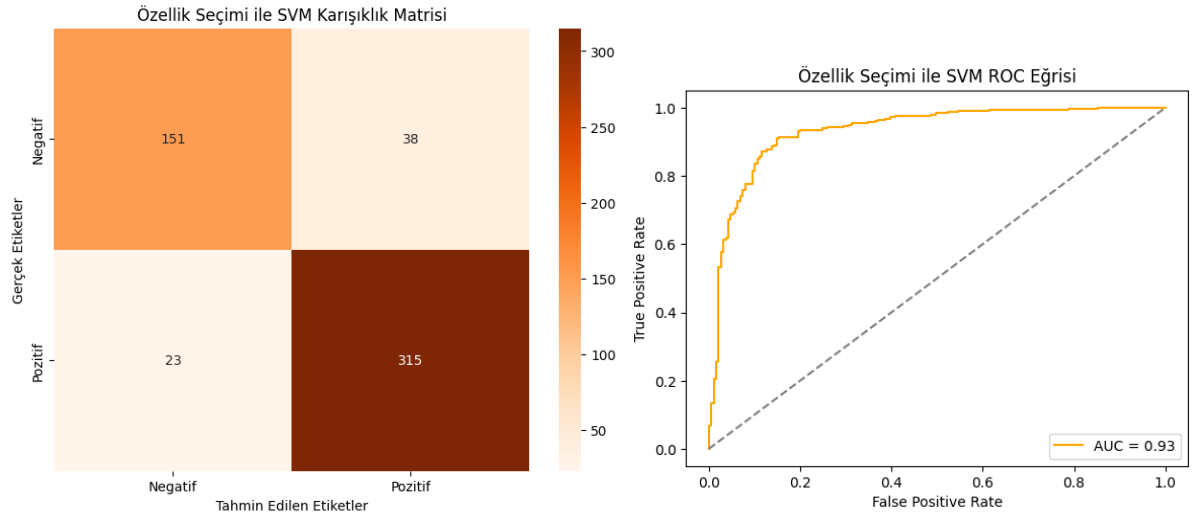 Özellik Seçimi ile SVM Karışıklık Matrisi
Gerçek Etiketler
Negatif
Pozitif
151
38
23
315
Negatif
Pozitif
Tahmin Edilen Etiketler
300
250
200
150
100
50
Özellik Seçimi ile SVM ROC Eğrisi
True Positive Rate
1.0
0.8
0.6
0.4
0.2
0.0
AUC = 0.93
0.0
0.2
0.4
0.6
0.8
1.0
False Positive Rate